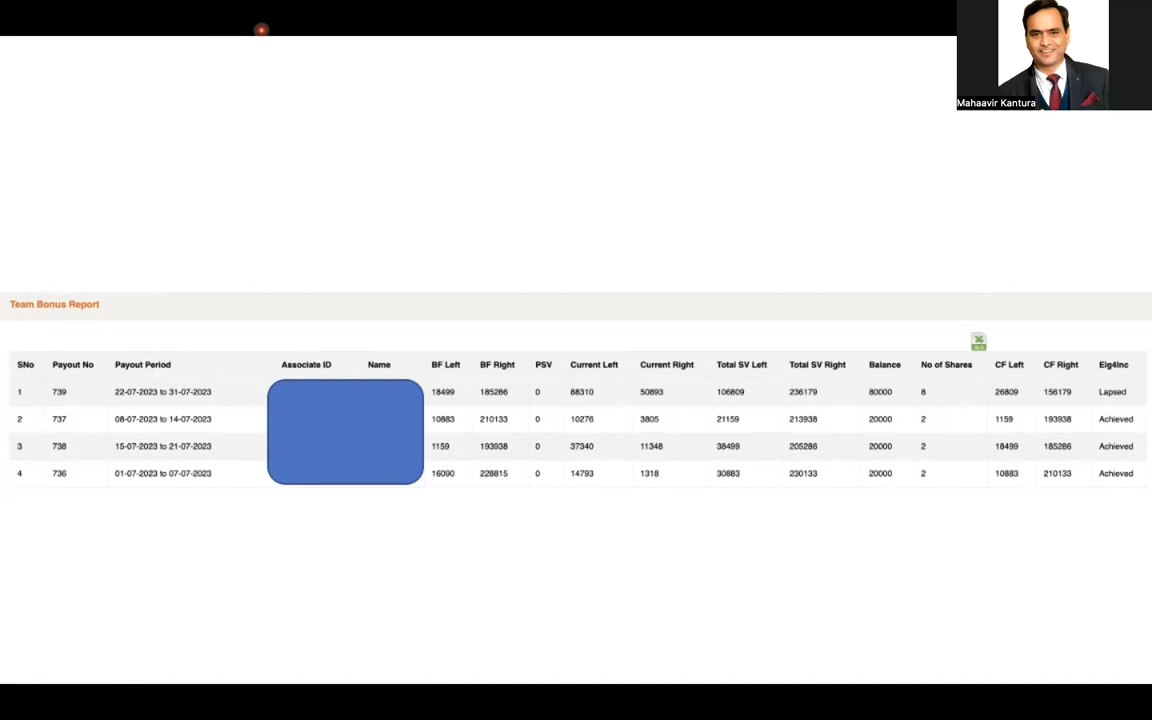 Mahaavir Kantura
Team Bonus Report
SNo Payout No Payout Period Associate ID Name BF Left BF Right PSV Current Left Current Right Total SV Left Total SV Right Balance No of Shares CF Left CF Right Elg4Inc
1 739 22-07-2023 to 31-07-2023 18499 185286 0 88310 50893 106809 236179 80000 8 26809 156179 Lapsed
2 737 08-07-2023 to 14-07-2023 10883 210133 0 10276 3805 21159 213938 20000 2 1159 193938 Achieved
3 738 15-07-2023 to 21-07-2023 1159 193938 0 37340 11348 38499 205286 20000 2 18499 185286 Achieved
4 736 01-07-2023 to 07-07-2023 16090 228815 0 14793 1318 30883 230133 20000 2 10883 210133 Achieved